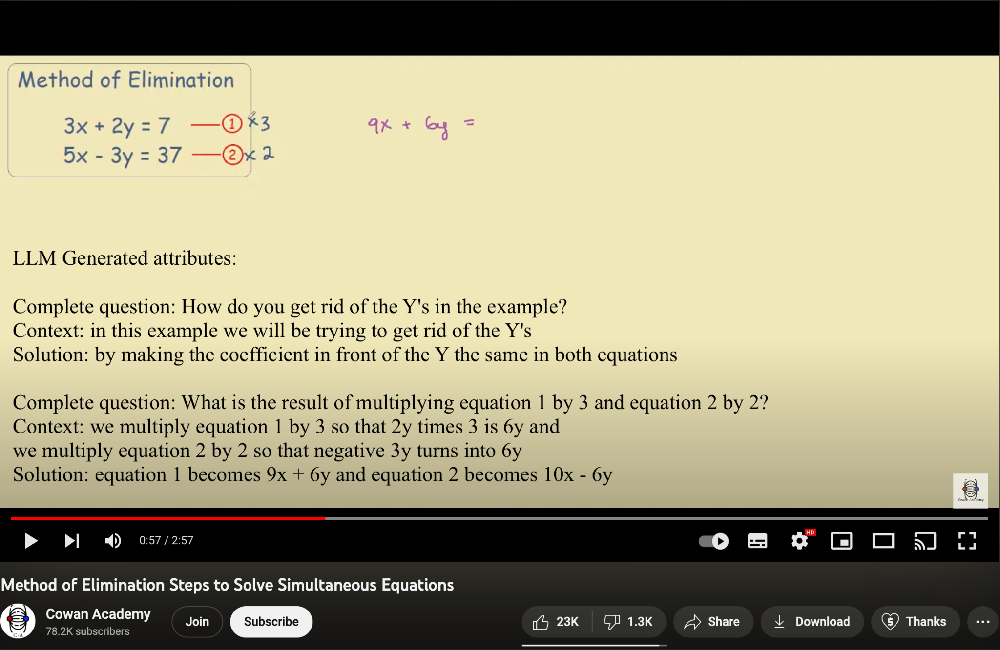 Method of Elimination
3x + 2y = 7 ① ×3
9x + 6y =
5x - 3y = 37 ② × 2
LLM Generated attributes:
Complete question: How do you get rid of the Y's in the example?
Context: in this example we will be trying to get rid of the Y's
Solution: by making the coefficient in front of the Y the same in both equations
Complete question: What is the result of multiplying equation 1 by 3 and equation 2 by 2?
Context: we multiply equation 1 by 3 so that 2y times 3 is 6y and
we multiply equation 2 by 2 so that negative 3y turns into 6y
Solution: equation 1 becomes 9x + 6y and equation 2 becomes 10x - 6y
Cowan Academy
0:57 / 2:57
HD
Method of Elimination Steps to Solve Simultaneous Equations
Cowan Academy
78.2K subscribers
C·A
Join
Subscribe
23K
1.3K
Share
Download
Thanks